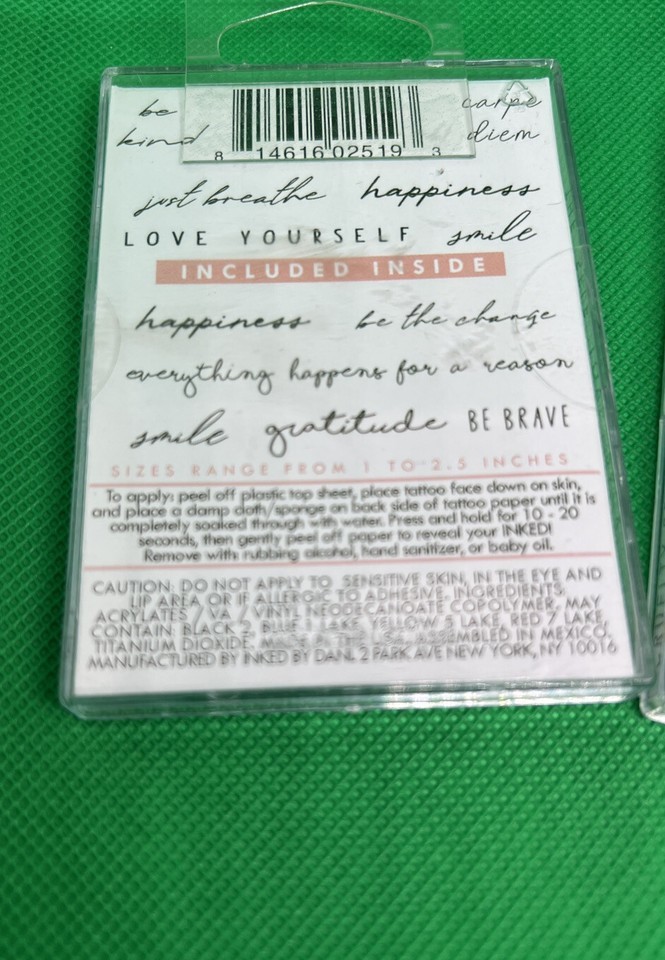 be carpe
kind diem
8 14616 02519 3
just breathe happiness
LOVE YOURSELF smile
INCLUDED INSIDE
happiness be the change
everything happens for a reason
smile gratitude BE BRAVE
SIZES RANGE FROM 1 TO 2.5 INCHES
To apply: peel off plastic top sheet, place tattoo face down on skin,
and place a damp cloth/sponge on back side of tattoo paper until it is
completely soaked through with water. Press and hold for 10 - 20
seconds, then gently peel off paper to reveal your INKED!
Remove with rubbing alcohol, hand sanitizer, or baby oil.
CAUTION: DO NOT APPLY TO SENSITIVE SKIN, IN THE EYE AND
LIP AREA OR IF ALLERGIC TO ADHESIVE. INGREDIENTS:
ACRYLATES / VA / VINYL NEODECANOATE COPOLYMER, MAY
CONTAIN: BLACK 2, BLUE 1 LAKE, YELLOW 5 LAKE, RED 7 LAKE,
TITANIUM DIOXIDE. MADE IN THE USA. ASSEMBLED IN MEXICO.
MANUFACTURED BY INKED BY DANI, 2 PARK AVE NEW YORK, NY 10016